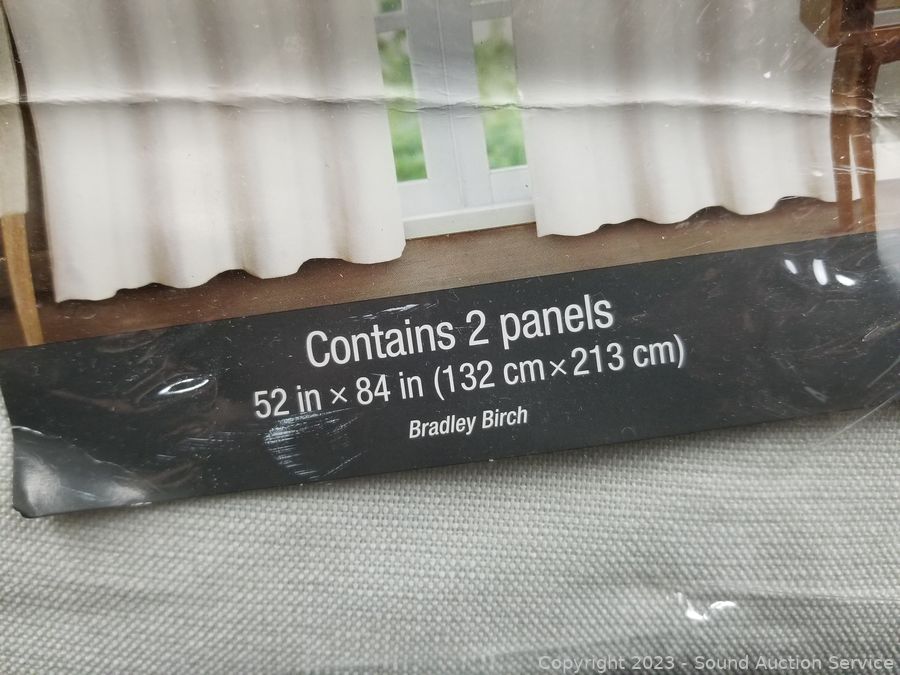 Contains 2 panels
52 in × 84 in (132 cm × 213 cm)
Bradley Birch
Copyright 2023 - Sound Auction Service